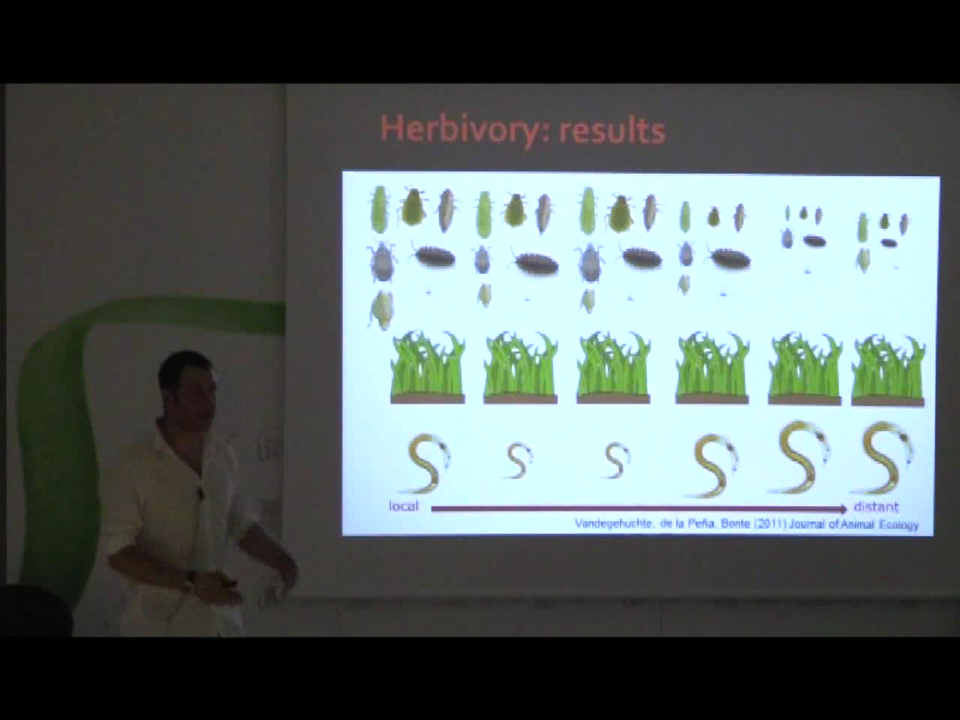 Herbivory: results
local
distant
Vandegehuchte, de la Peña, Bonte (2011) Journal of Animal Ecology